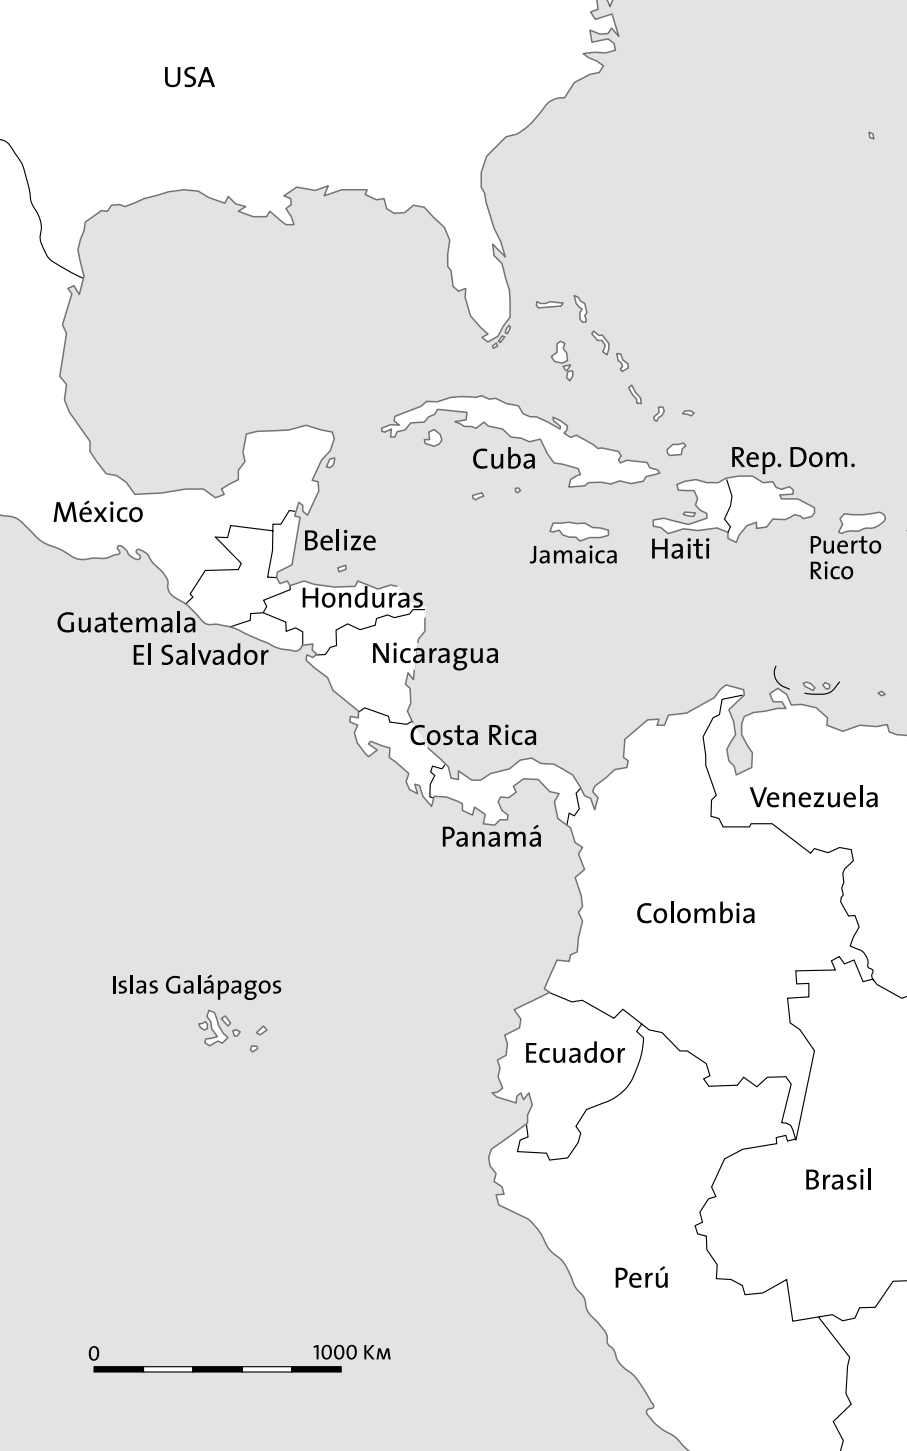 USA
Cuba
Rep. Dom.
México
Belize
Jamaica
Haiti
Puerto
Rico
Honduras
Guatemala
El Salvador
Nicaragua
Costa Rica
Venezuela
Panamá
Colombia
Islas Galápagos
Ecuador
Brasil
Perú
0 1000 Km